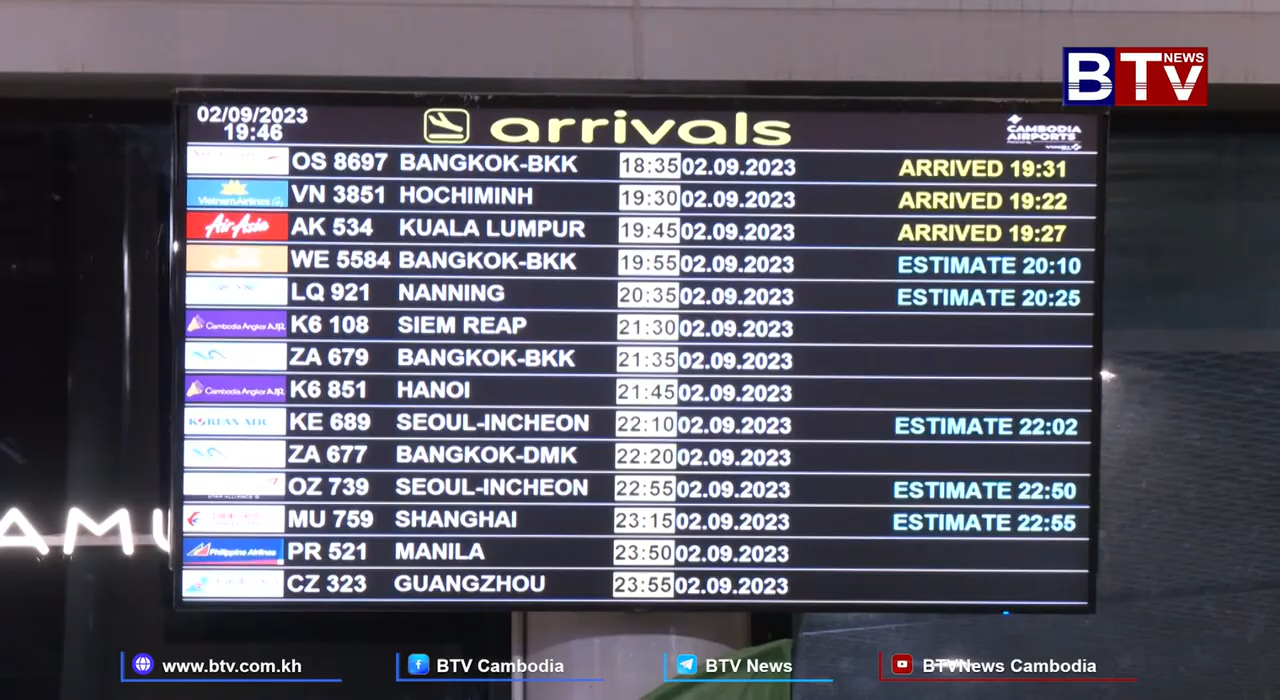 BTV NEWS
02/09/2023
19:46
arrivals
CAMBODIA AIRPORTS
OS 8697 BANGKOK-BKK 18:35 02.09.2023 ARRIVED 19:31
VietnamAirlines VN 3851 HOCHIMINH 19:30 02.09.2023 ARRIVED 19:22
AirAsia AK 534 KUALA LUMPUR 19:45 02.09.2023 ARRIVED 19:27
WE 5584 BANGKOK-BKK 19:55 02.09.2023 ESTIMATE 20:10
LQ 921 NANNING 20:35 02.09.2023 ESTIMATE 20:25
Cambodia Angkor Air K6 108 SIEM REAP 21:30 02.09.2023
ZA 679 BANGKOK-BKK 21:35 02.09.2023
Cambodia Angkor Air K6 851 HANOI 21:45 02.09.2023
KOREAN AIR KE 689 SEOUL-INCHEON 22:10 02.09.2023 ESTIMATE 22:02
ZA 677 BANGKOK-DMK 22:20 02.09.2023
STAR ALLIANCE OZ 739 SEOUL-INCHEON 22:55 02.09.2023 ESTIMATE 22:50
MU 759 SHANGHAI 23:15 02.09.2023 ESTIMATE 22:55
Philippine Airlines PR 521 MANILA 23:50 02.09.2023
CZ 323 GUANGZHOU 23:55 02.09.2023
AMU
www.btv.com.kh BTV Cambodia BTV News BTVNews Cambodia